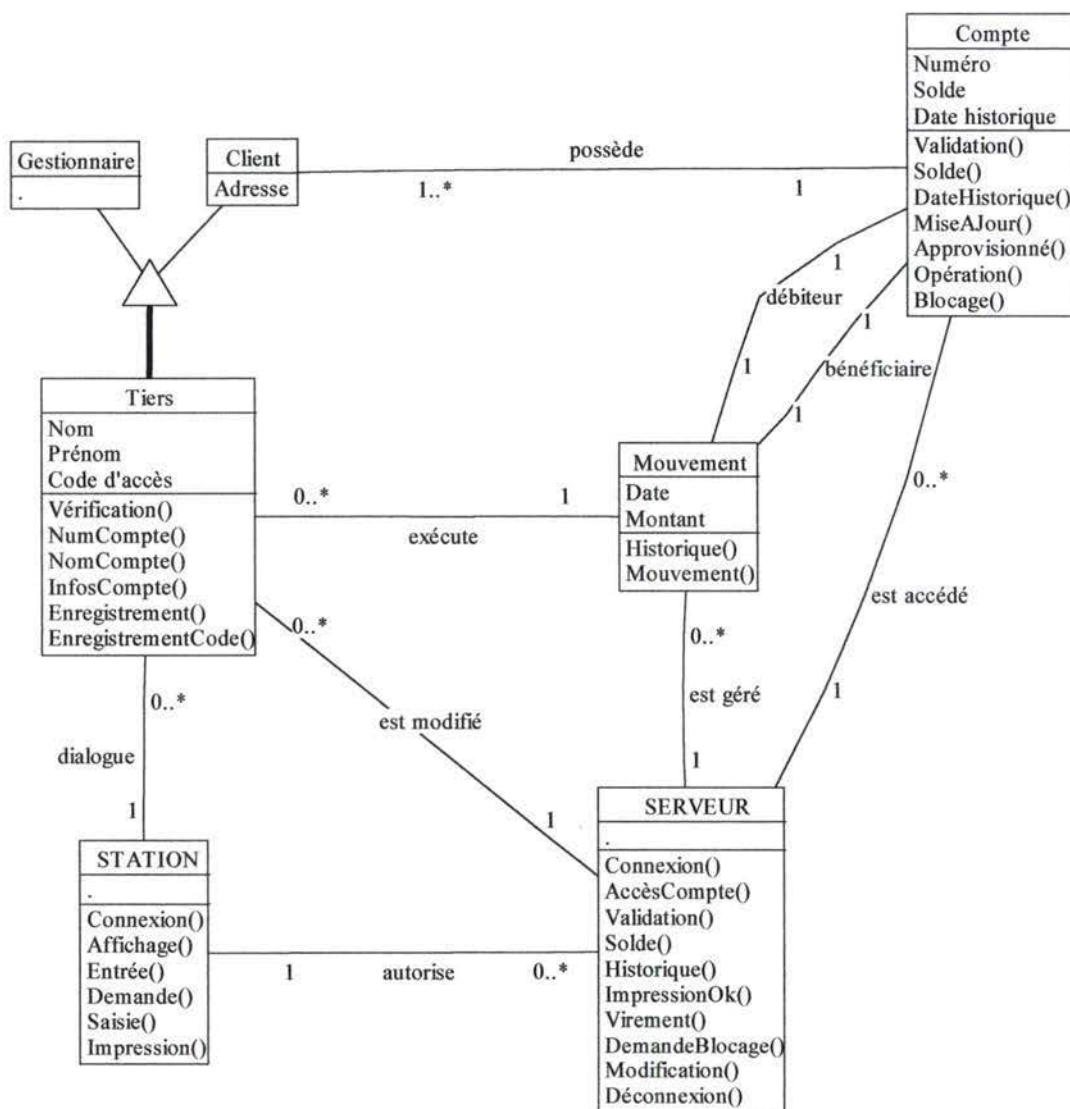 Compte
Numéro
Solde
Date historique
Validation()
Solde()
DateHistorique()
MiseAJour()
Approvisionné()
Opération()
Blocage()
Gestionnaire
.
Client
Adresse
possède
1..*
1
1
débiteur
1
1
bénéficiaire
1
Tiers
Nom
Prénom
Code d'accès
Vérification()
NumCompte()
NomCompte()
InfosCompte()
Enregistrement()
EnregistrementCode()
0..*
1
exécute
Mouvement
Date
Montant
Historique()
Mouvement()
0..*
est accédé
1
0..*
est géré
1
0..*
est modifié
1
0..*
dialogue
1
STATION
.
Connexion()
Affichage()
Entrée()
Demande()
Saisie()
Impression()
1
autorise
0..*
SERVEUR
.
Connexion()
AccèsCompte()
Validation()
Solde()
Historique()
ImpressionOk()
Virement()
DemandeBlocage()
Modification()
Déconnexion()